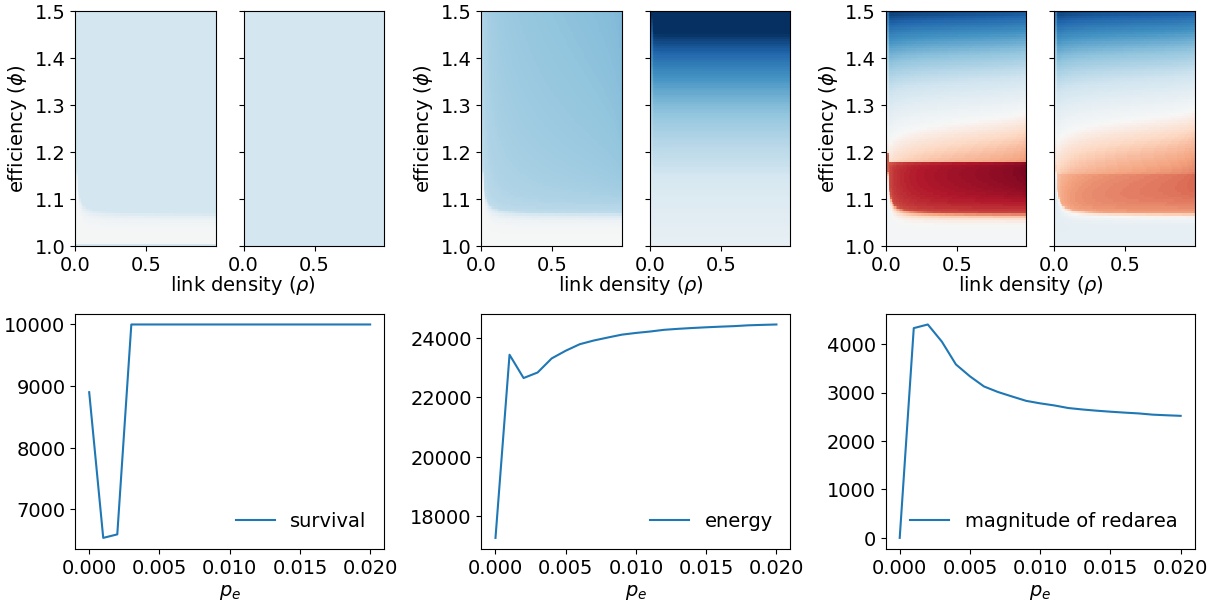 1.5
1.4
1.3
1.2
1.1
1.0
efficiency (ϕ)
0.0 0.5 0.0 0.5
link density (ρ)
1.5
1.4
1.3
1.2
1.1
1.0
efficiency (ϕ)
0.0 0.5 0.0 0.5
link density (ρ)
1.5
1.4
1.3
1.2
1.1
1.0
efficiency (ϕ)
0.0 0.5 0.0 0.5
link density (ρ)
10000
9000
8000
7000
survival
0.000 0.005 0.010 0.015 0.020
pₑ
24000
22000
20000
18000
energy
0.000 0.005 0.010 0.015 0.020
pₑ
4000
3000
2000
1000
0
magnitude of redarea
0.000 0.005 0.010 0.015 0.020
pₑ